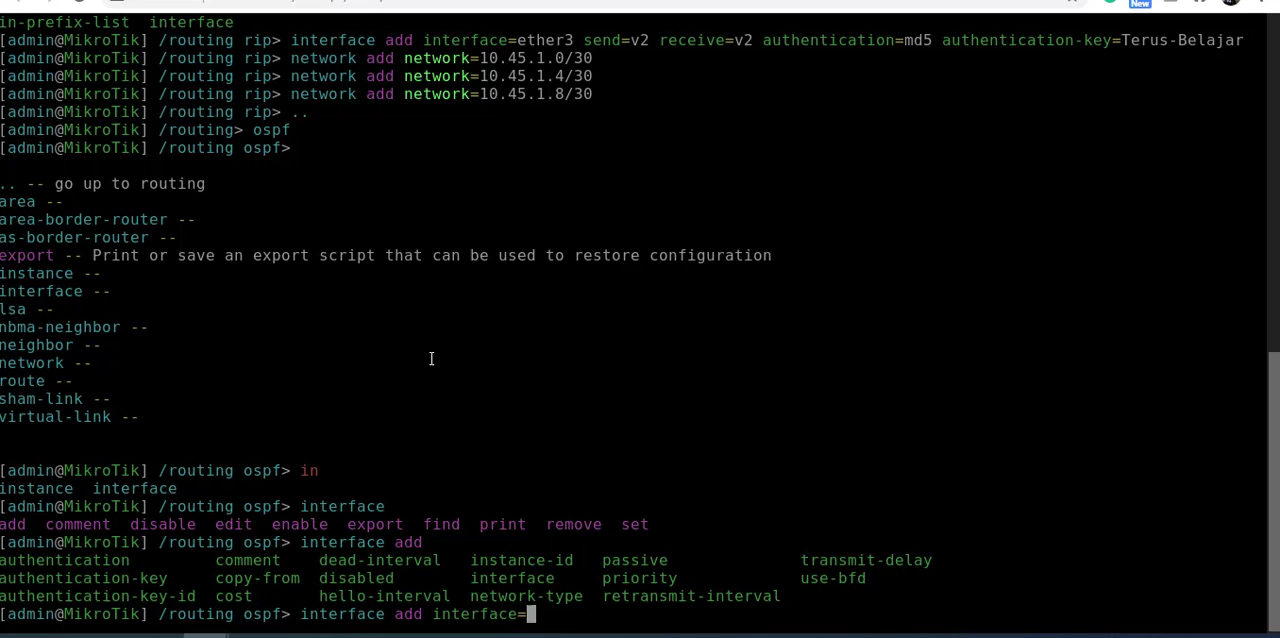 New
in-prefix-list  interface
[admin@MikroTik] /routing rip> interface add interface=ether3 send=v2 receive=v2 authentication=md5 authentication-key=Terus-Belajar
[admin@MikroTik] /routing rip> network add network=10.45.1.0/30
[admin@MikroTik] /routing rip> network add network=10.45.1.4/30
[admin@MikroTik] /routing rip> network add network=10.45.1.8/30
[admin@MikroTik] /routing rip> ..
[admin@MikroTik] /routing> ospf
[admin@MikroTik] /routing ospf>
.. -- go up to routing
area --
area-border-router --
as-border-router --
export -- Print or save an export script that can be used to restore configuration
instance --
interface --
lsa --
nbma-neighbor --
neighbor --
network --
route --
sham-link --
virtual-link --
[admin@MikroTik] /routing ospf> in
instance  interface
[admin@MikroTik] /routing ospf> interface
add  comment  disable  edit  enable  export  find  print  remove  set
[admin@MikroTik] /routing ospf> interface add
authentication  comment  dead-interval  instance-id  passive  transmit-delay
authentication-key  copy-from  disabled  interface  priority  use-bfd
authentication-key-id  cost  hello-interval  network-type  retransmit-interval
[admin@MikroTik] /routing ospf> interface add interface=